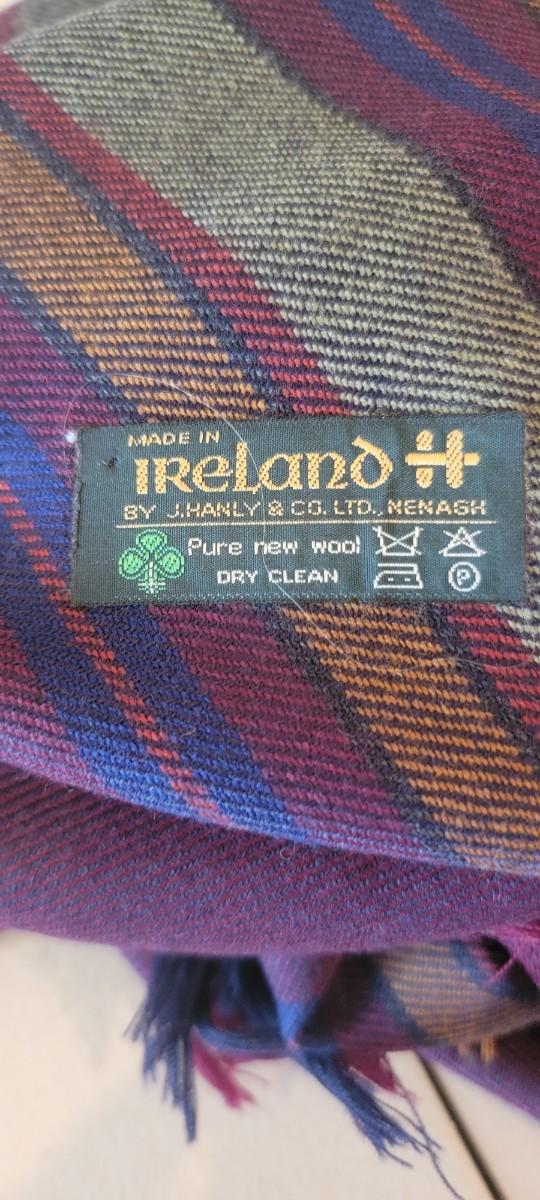 MADE IN
IRELAND H
BY J.HANLY & CO. LTD., NENAGH
Pure new wool
DRY CLEAN
P